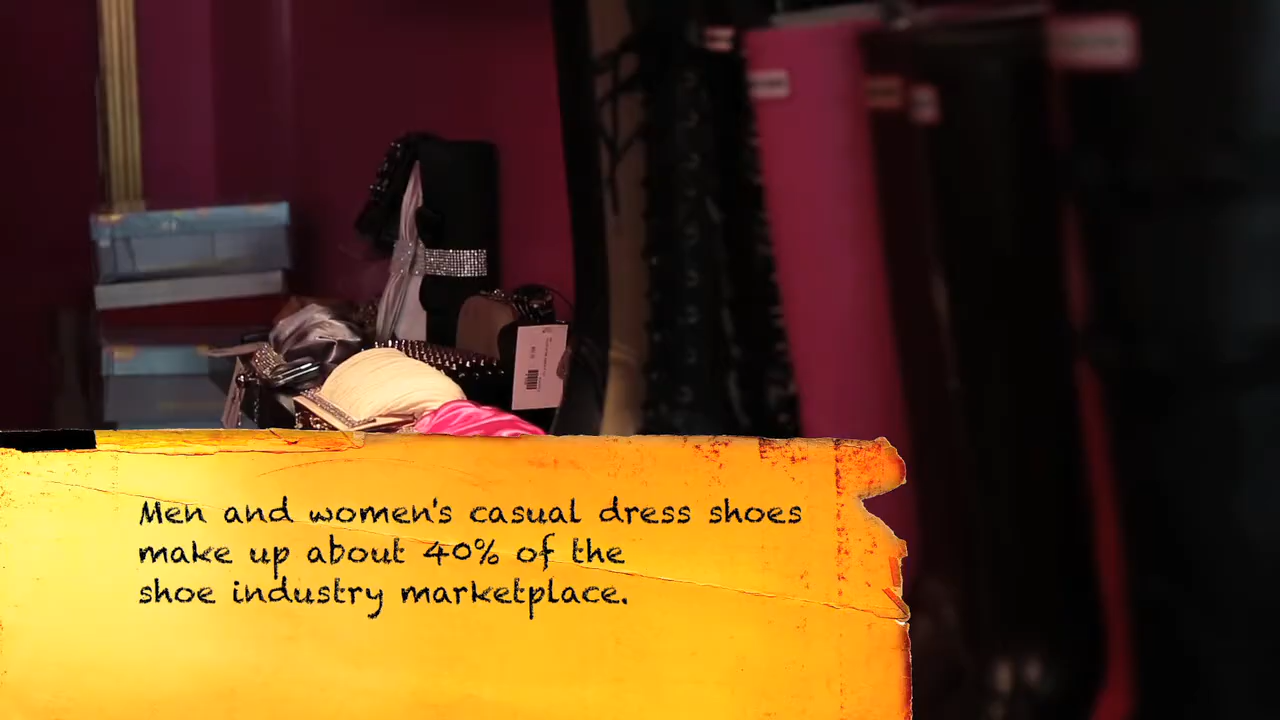 Men and women's casual dress shoes
make up about 40% of the
shoe industry marketplace.